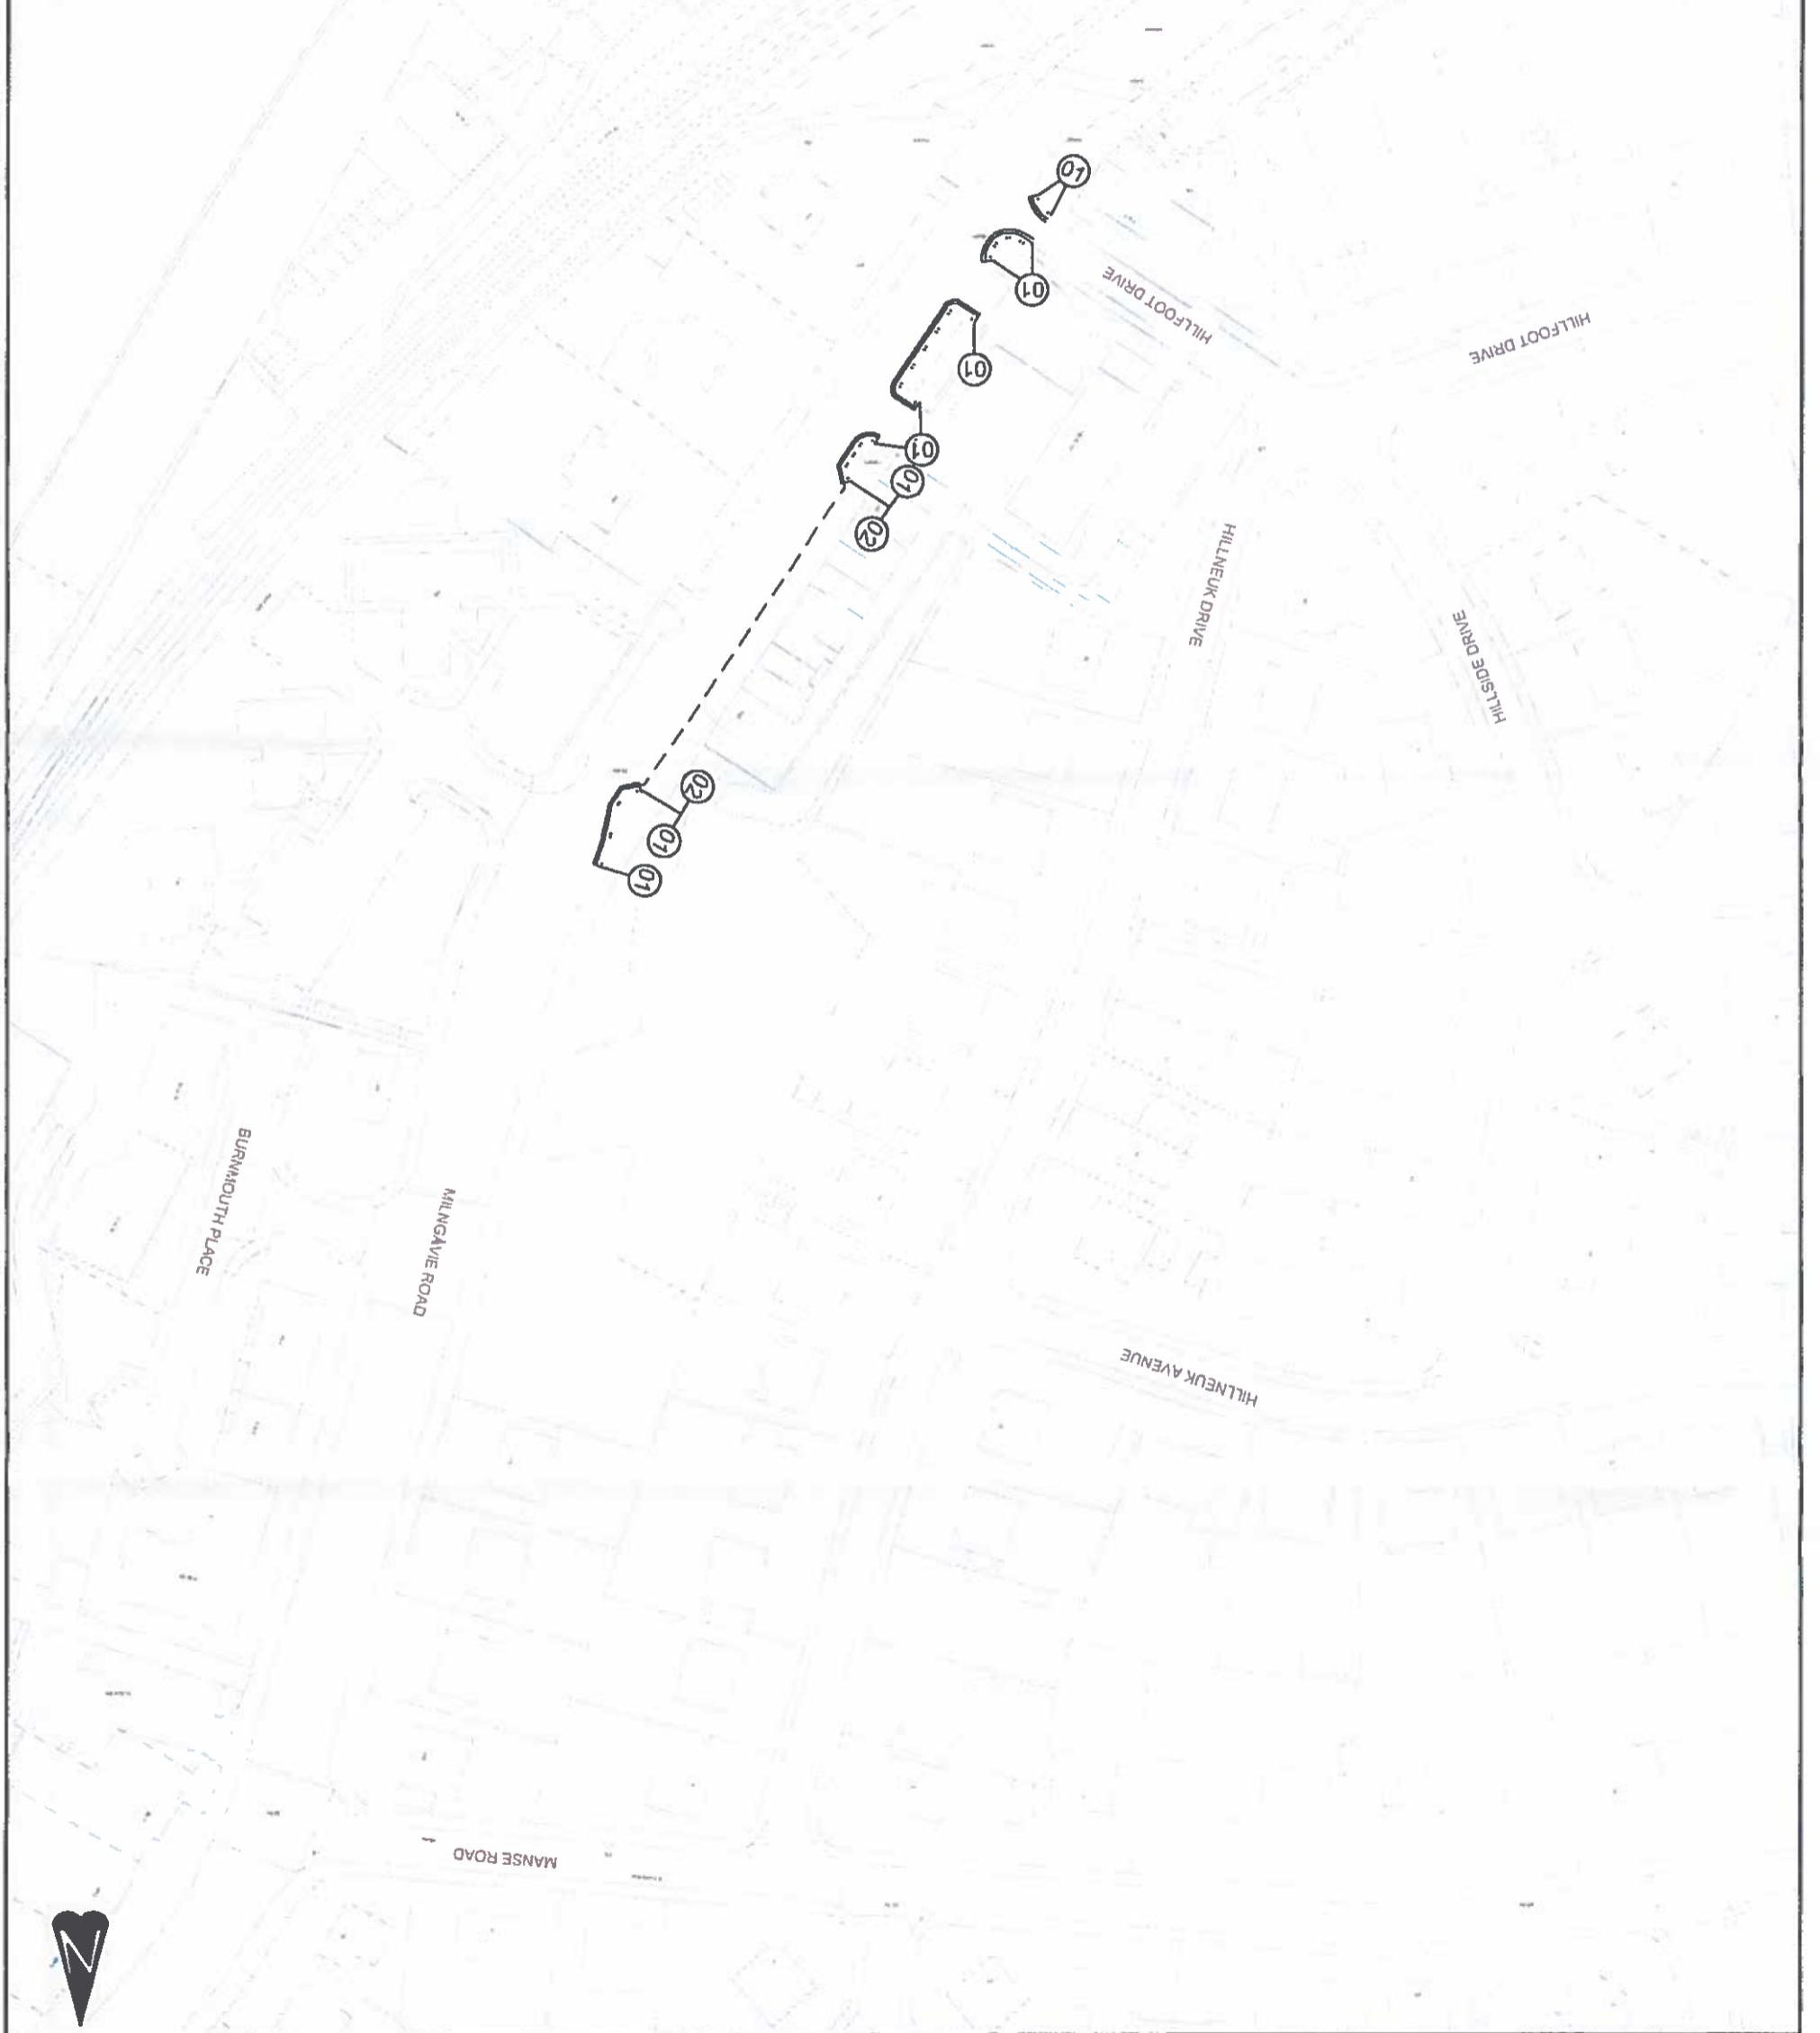 N
MANSE ROAD
HILLNEUK AVENUE
MILNGAVIE ROAD
BURNMOUTH PLACE
01
01
02
HILLSIDE DRIVE
HILLNEUK DRIVE
02
01
01
01
HILLFOOT DRIVE
HILLFOOT DRIVE
01
01